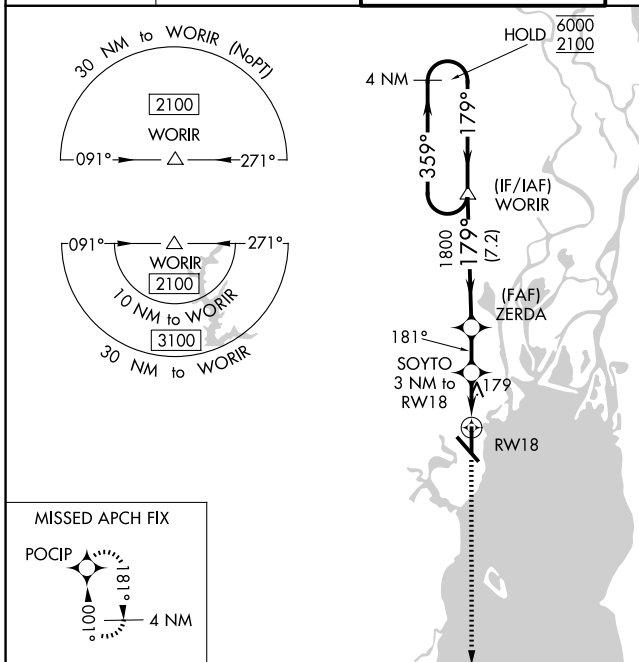 30 NM to WORIR (NoPT)
2100
WORIR
091°
271°
091°
271°
WORIR
2100
10 NM to WORIR
3100
30 NM to WORIR
HOLD
6000
2100
4 NM
359°
179°
(IF/IAF)
WORIR
1800
179°
(7.2)
(FAF)
ZERDA
181°
SOYTO
3 NM to
RW18
179
RW18
MISSED APCH FIX
POCIP
181°
001°
4 NM